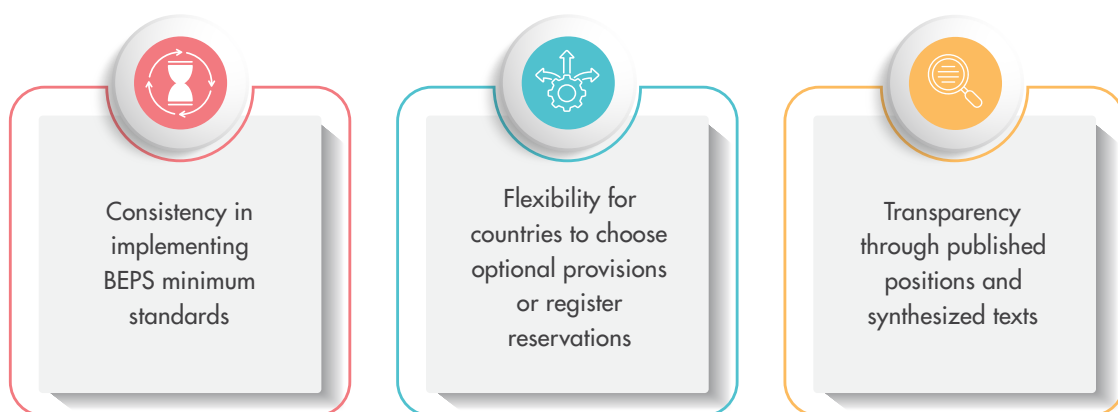 Consistency in
implementing
BEPS minimum
standards
Flexibility for
countries to choose
optional provisions
or register
reservations
Transparency
through published
positions and
synthesized texts